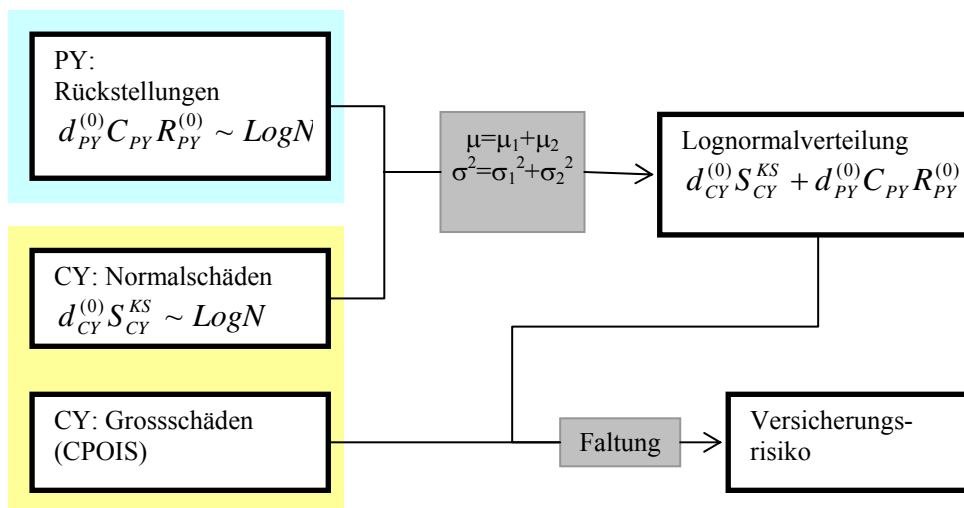 PY:
Rückstellungen
d_{PY}^{(0)} C_{PY} R_{PY}^{(0)} ~ LogN
μ=μ₁+μ₂
σ²=σ₁²+σ₂²
Lognormalverteilung
d_{CY}^{(0)} S_{CY}^{KS} + d_{PY}^{(0)} C_{PY} R_{PY}^{(0)}
CY: Normalschäden
d_{CY}^{(0)} S_{CY}^{KS} ~ LogN
CY: Grossschäden
(CPOIS)
Faltung
Versicherungs-
risiko